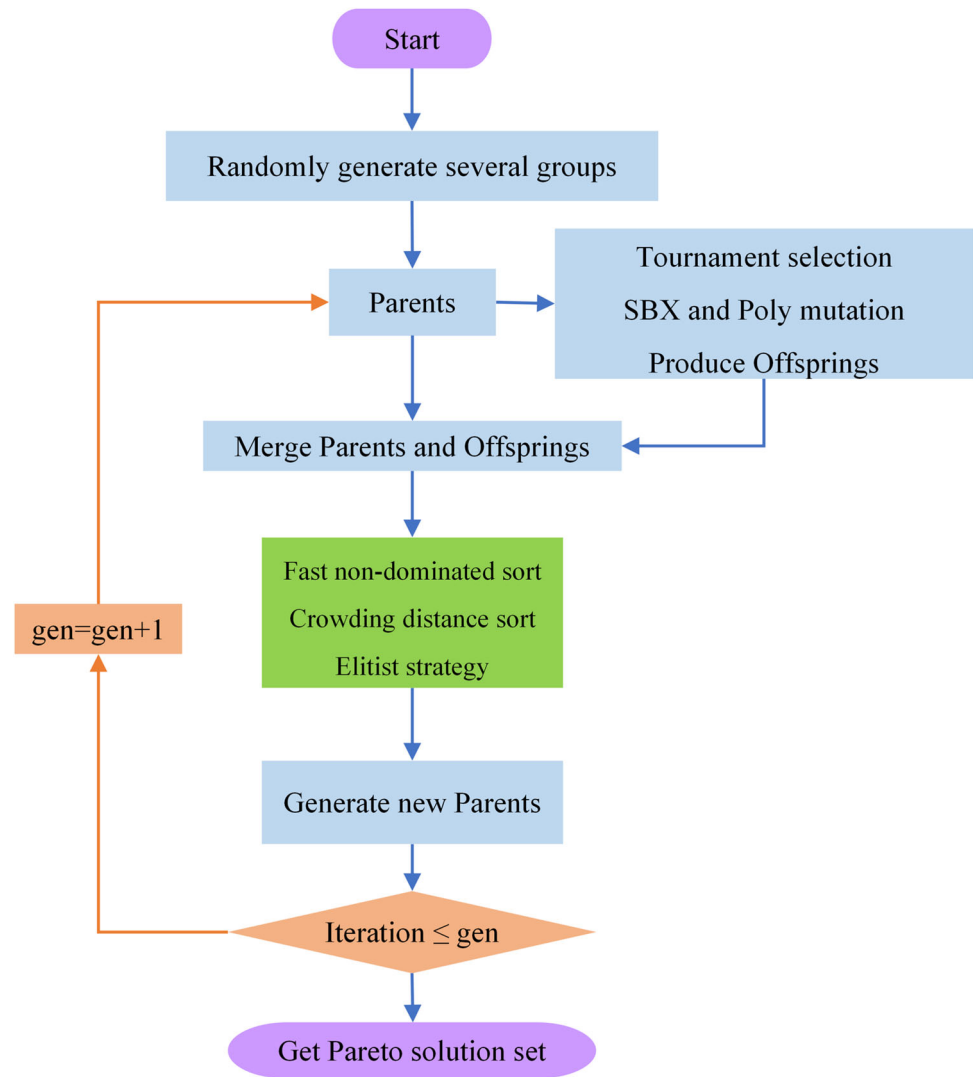 Start
Randomly generate several groups
Parents
Tournament selection
SBX and Poly mutation
Produce Offsprings
Merge Parents and Offsprings
Fast non-dominated sort
Crowding distance sort
Elitist strategy
gen=gen+1
Generate new Parents
Iteration ≤ gen
Get Pareto solution set